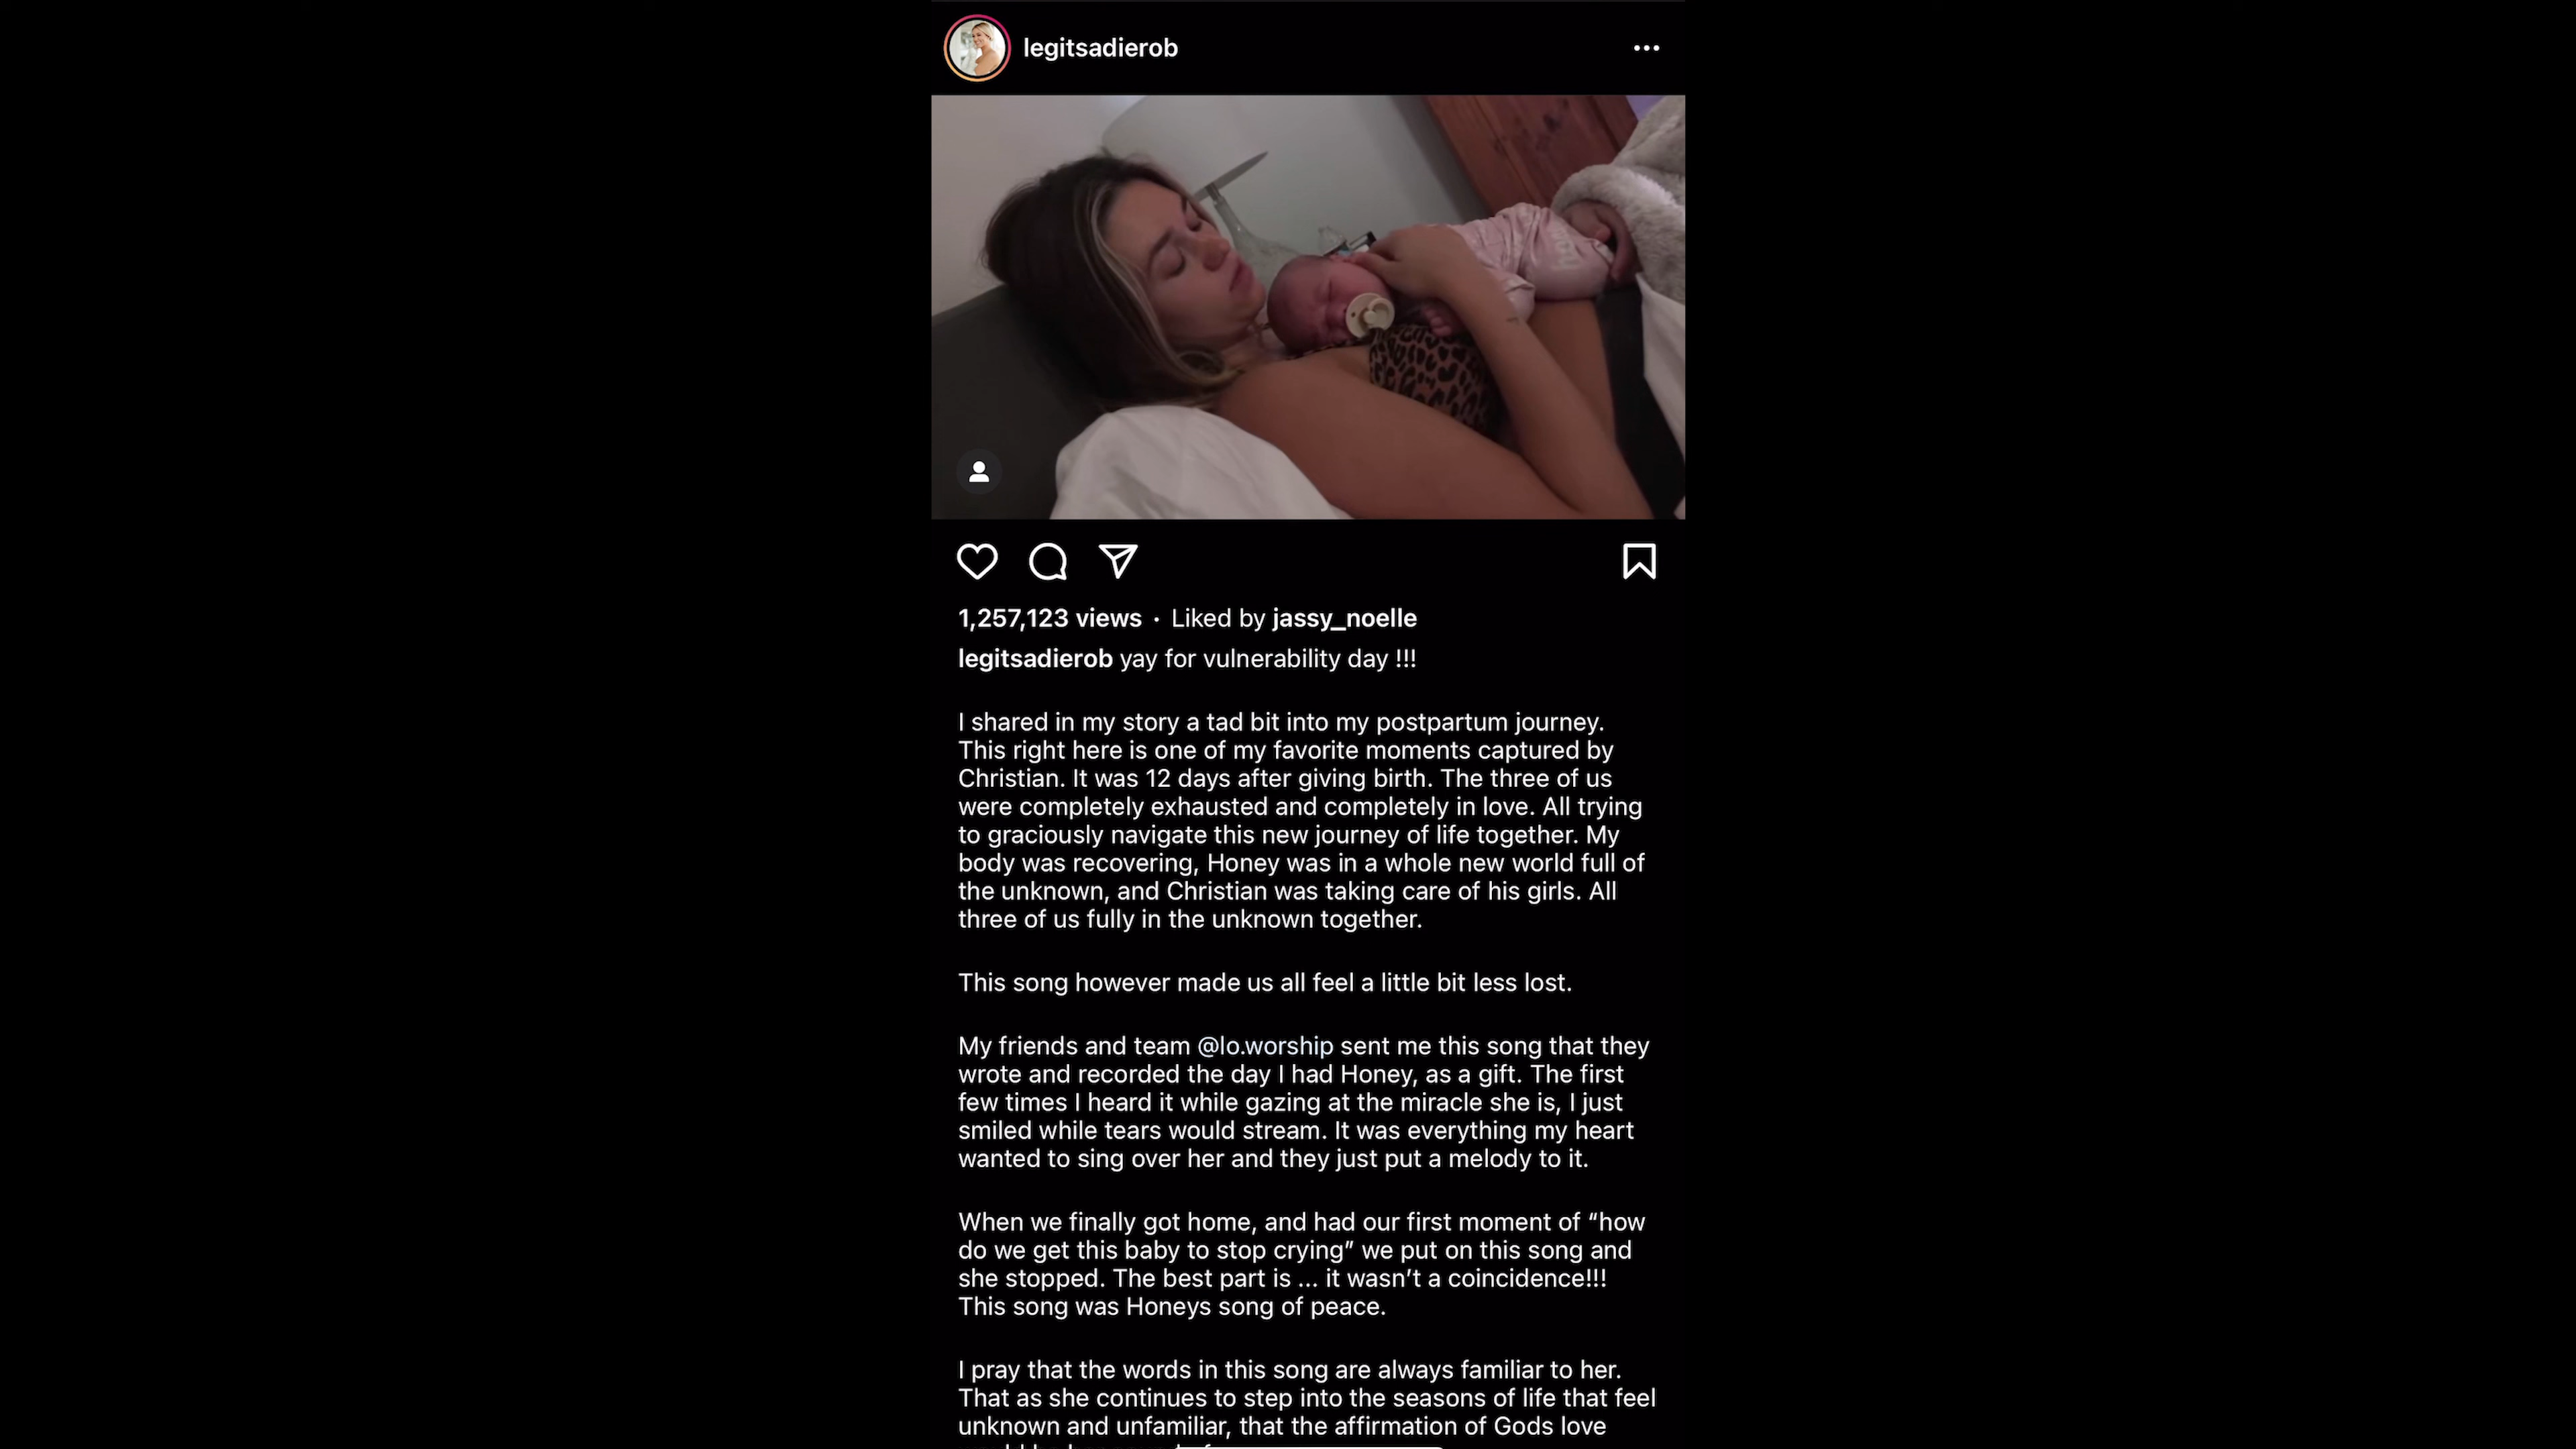 legitsadierob
1,257,123 views · Liked by jassy_noelle
legitsadierob yay for vulnerability day !!!
I shared in my story a tad bit into my postpartum journey.
This right here is one of my favorite moments captured by
Christian. It was 12 days after giving birth. The three of us
were completely exhausted and completely in love. All trying
to graciously navigate this new journey of life together. My
body was recovering, Honey was in a whole new world full of
the unknown, and Christian was taking care of his girls. All
three of us fully in the unknown together.
This song however made us all feel a little bit less lost.
My friends and team @lo.worship sent me this song that they
wrote and recorded the day I had Honey, as a gift. The first
few times I heard it while gazing at the miracle she is, I just
smiled while tears would stream. It was everything my heart
wanted to sing over her and they just put a melody to it.
When we finally got home, and had our first moment of “how
do we get this baby to stop crying” we put on this song and
she stopped. The best part is ... it wasn’t a coincidence!!!
This song was Honeys song of peace.
I pray that the words in this song are always familiar to her.
That as she continues to step into the seasons of life that feel
unknown and unfamiliar, that the affirmation of Gods love